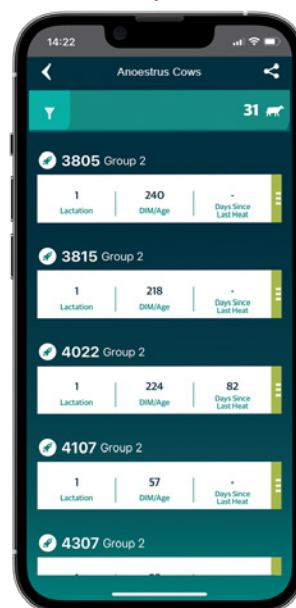 14:22
Anoestrus Cows
31
3805 Group 2
1 240 -
Lactation DIM/Age Days Since
Last Heat
3815 Group 2
1 218 -
Lactation DIM/Age Days Since
Last Heat
4022 Group 2
1 224 82
Lactation DIM/Age Days Since
Last Heat
4107 Group 2
1 57 -
Lactation DIM/Age Days Since
Last Heat
4307 Group 2